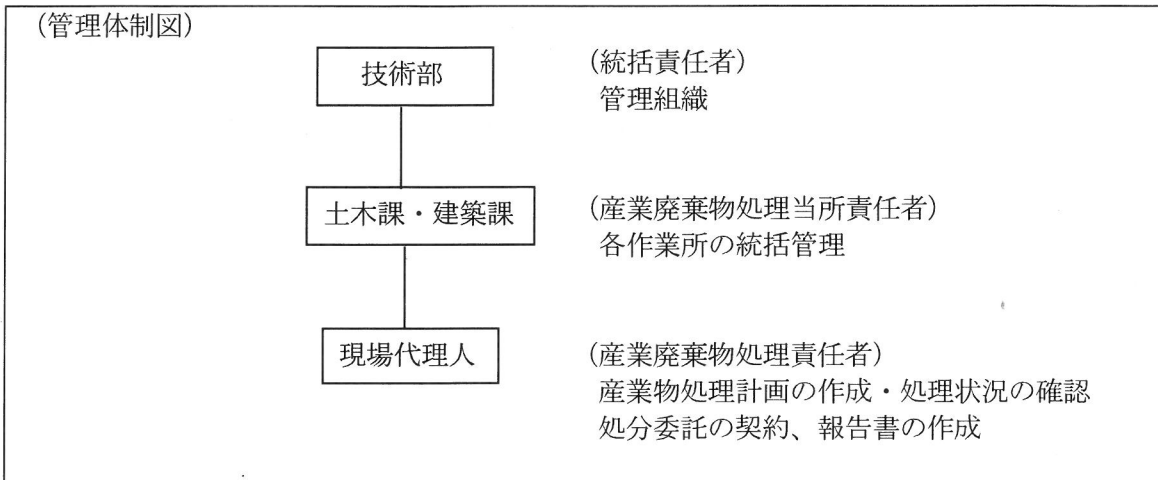 (管理体制図)
技術部
(統括責任者)
管理組織
土木課・建築課
(産業廃棄物処理当所責任者)
各作業所の統括管理
現場代理人
(産業廃棄物処理責任者)
産業物処理計画の作成・処理状況の確認
処分委託の契約、報告書の作成